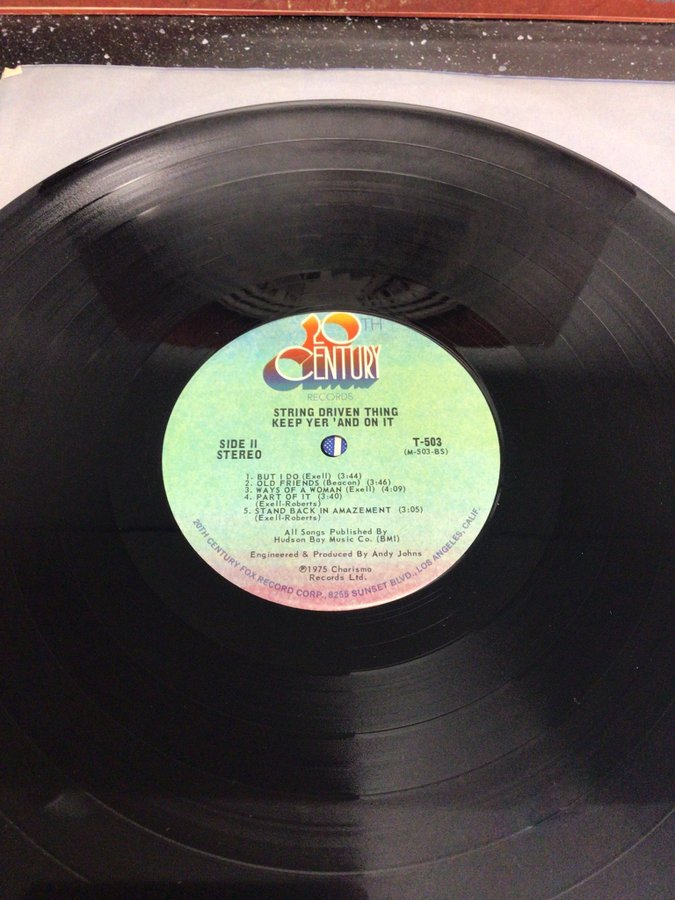 20TH
CENTURY
RECORDS
STRING DRIVEN THING
KEEP YER 'AND ON IT
SIDE II
STEREO
T-503
(M-503-BS)
1. BUT I DO (Exell) (3:44)
2. OLD FRIENDS (Beacon) (3:46)
3. WAYS OF A WOMAN (Exell) (4:09)
4. PART OF IT (3:40)
(Exell-Roberts)
5. STAND BACK IN AMAZEMENT (3:05)
(Exell-Roberts)
All Songs Published By
Hudson Bay Music Co. (BMI)
Engineered & Produced By Andy Johns
℗1975 Charisma
Records Ltd.
20TH CENTURY FOX RECORD CORP., 8255 SUNSET BLVD., LOS ANGELES, CALIF.